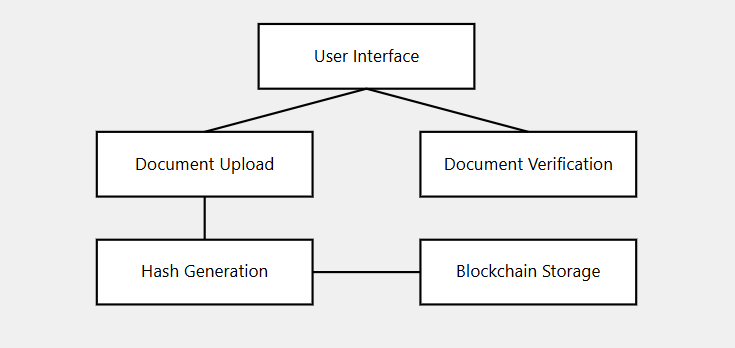 User Interface
Document Upload
Document Verification
Hash Generation
Blockchain Storage